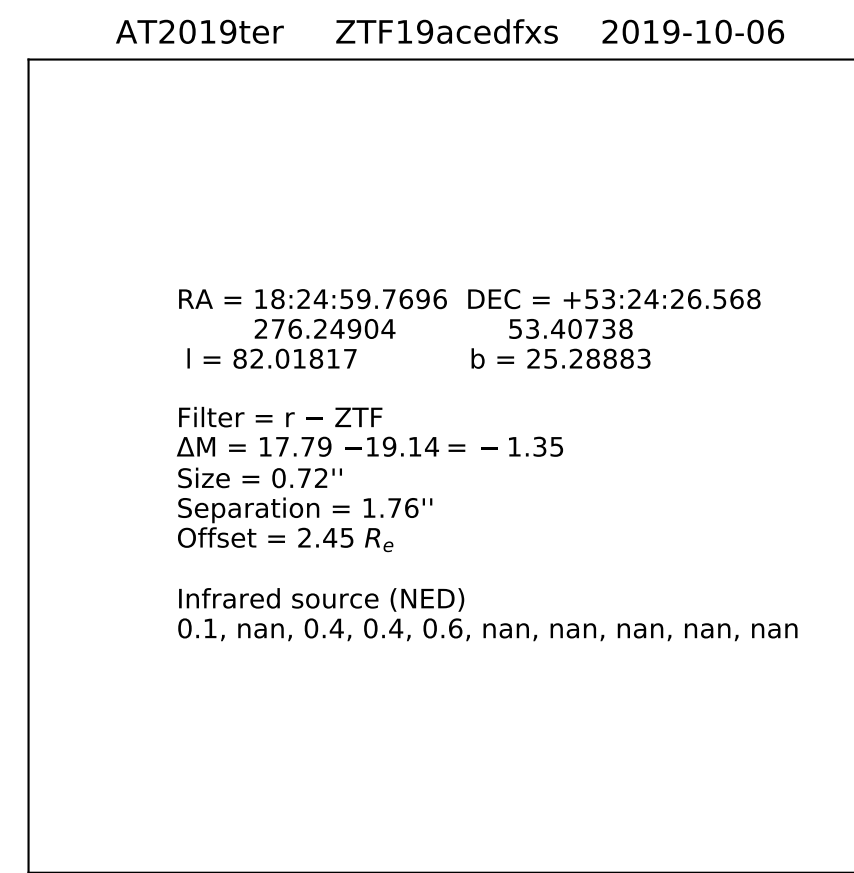 AT2019ter ZTF19acedfxs 2019-10-06
RA = 18:24:59.7696 DEC = +53:24:26.568
276.24904 53.40738
l = 82.01817 b = 25.28883
Filter = r − ZTF
ΔM = 17.79 −19.14 = − 1.35
Size = 0.72''
Separation = 1.76''
Offset = 2.45 Re
Infrared source (NED)
0.1, nan, 0.4, 0.4, 0.6, nan, nan, nan, nan, nan